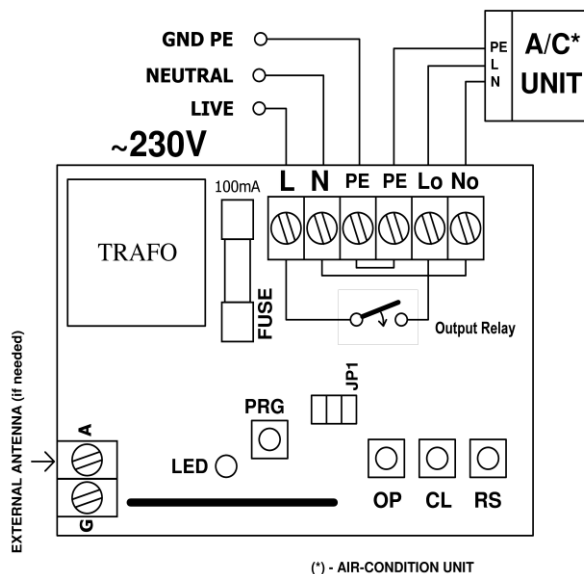 GND PE
NEUTRAL
LIVE
~230V
PE
L
N
A/C*
UNIT
L N PE PE Lo No
100mA
TRAFO
FUSE
Output Relay
JP1
PRG
LED
OP CL RS
EXTERNAL ANTENNA (if needed)
A
G
(*) - AIR-CONDITION UNIT